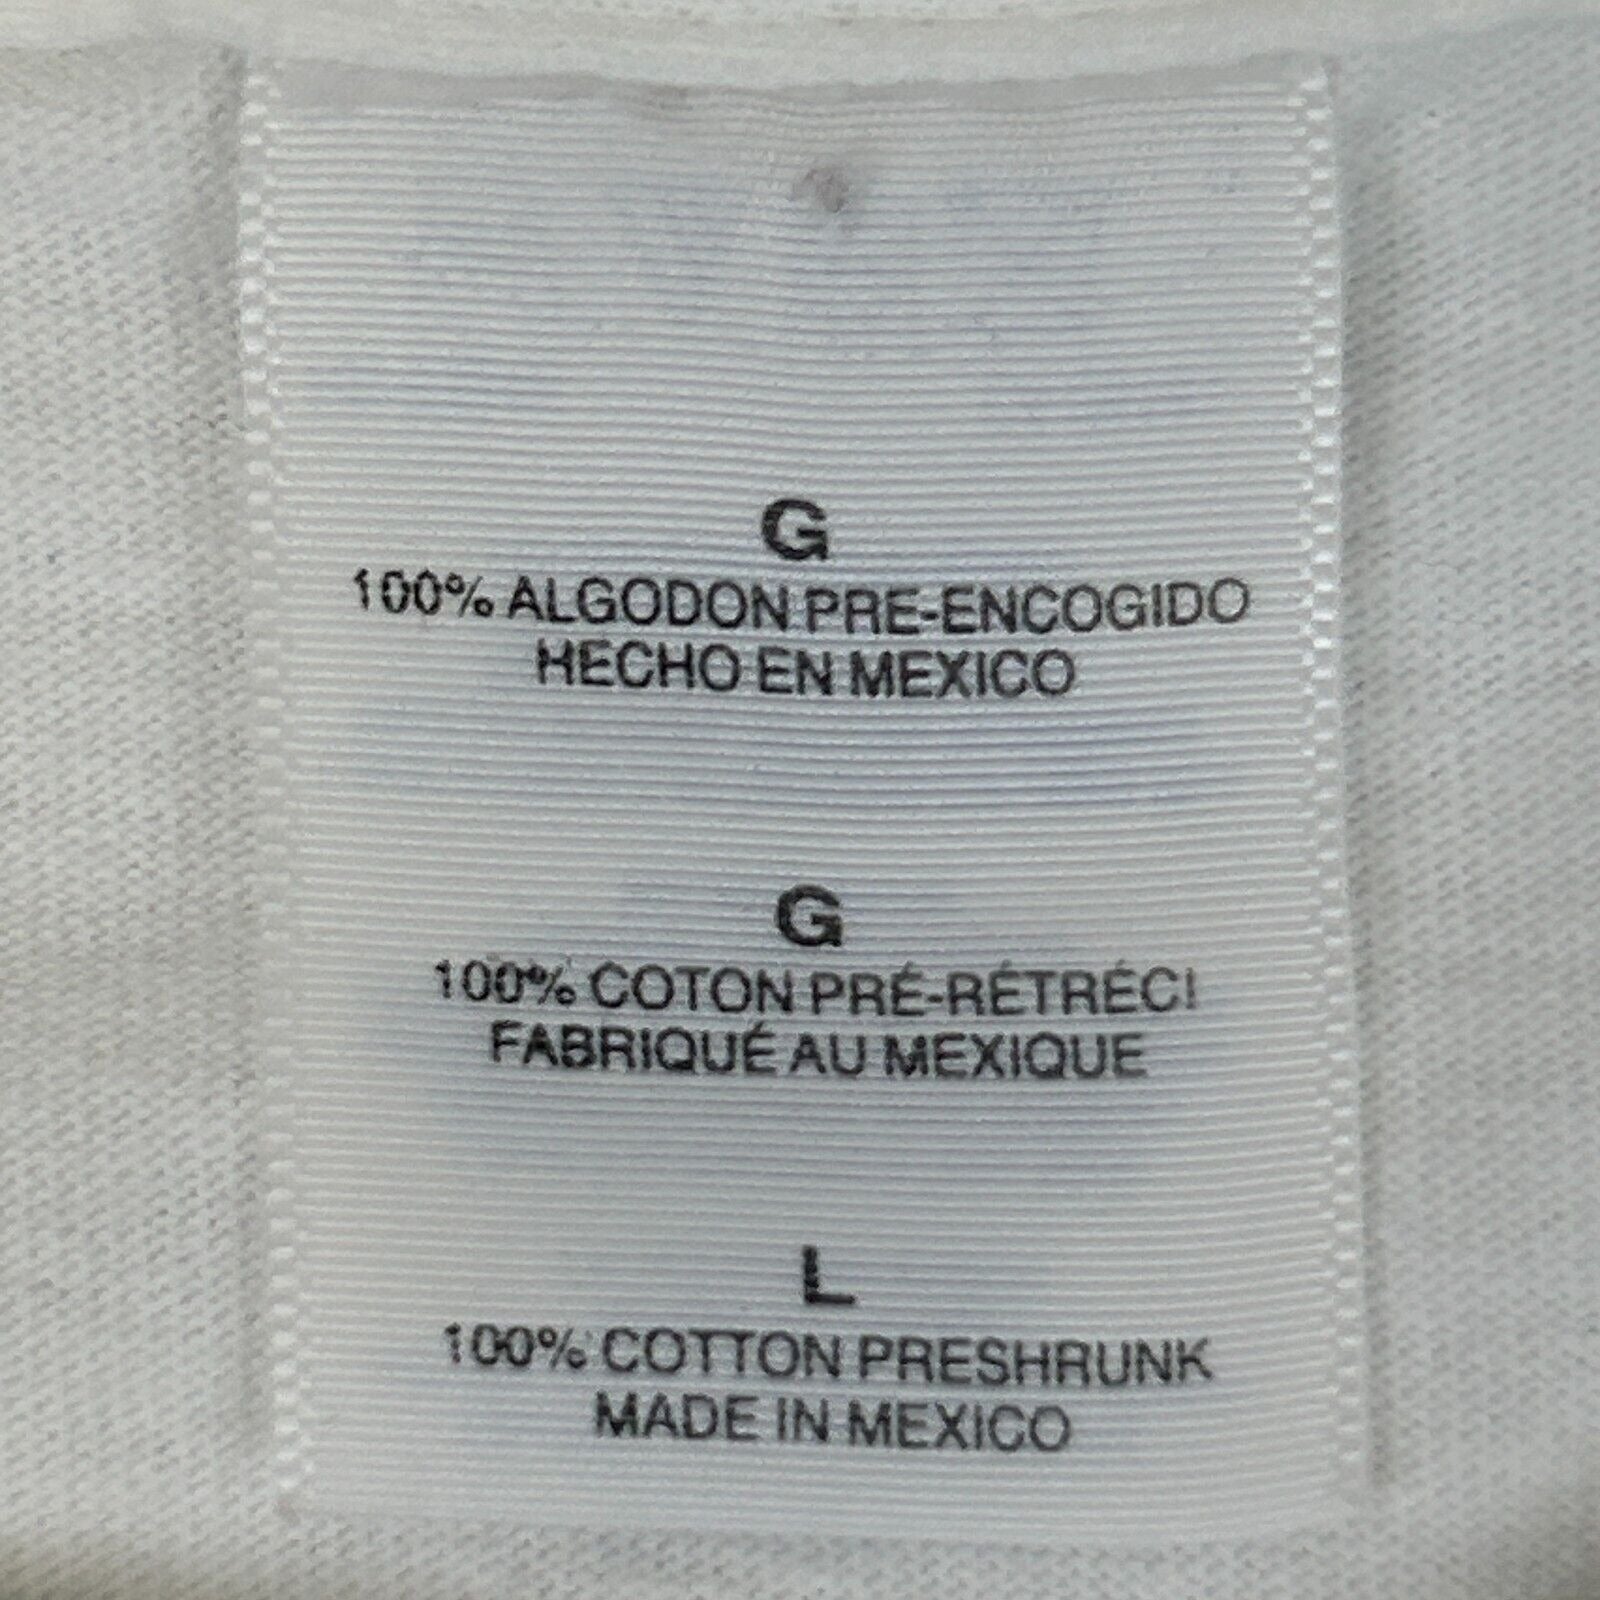 G
100% ALGODON PRE-ENCOGIDO
HECHO EN MEXICO
G
100% COTON PRÉ-RÉTRÉCI
FABRIQUÉ AU MEXIQUE
L
100% COTTON PRESHRUNK
MADE IN MEXICO